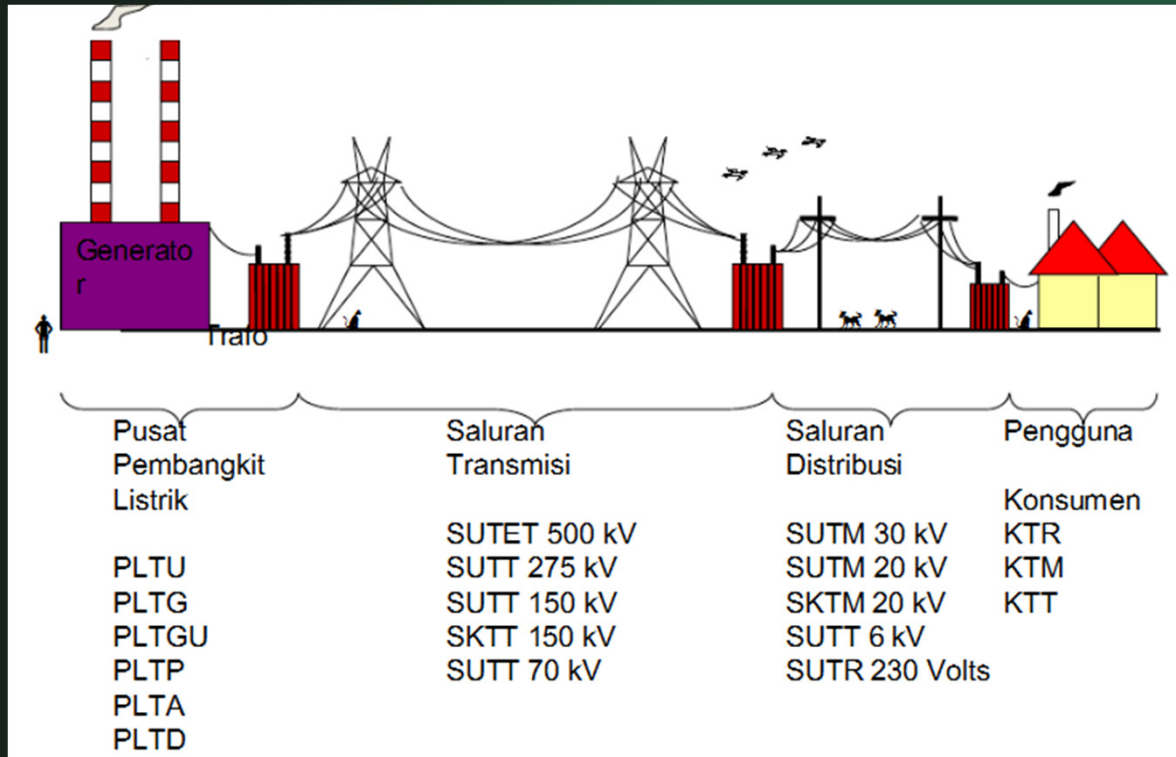 Generato
r
Trafo
Pusat
Pembangkit
Listrik
PLTU
PLTG
PLTGU
PLTP
PLTA
PLTD
Saluran
Transmisi
SUTET 500 kV
SUTT 275 kV
SUTT 150 kV
SKTT 150 kV
SUTT 70 kV
Saluran
Distribusi
SUTM 30 kV
SUTM 20 kV
SKTM 20 kV
SUTT 6 kV
SUTR 230 Volts
Pengguna
Konsumen
KTR
KTM
KTT